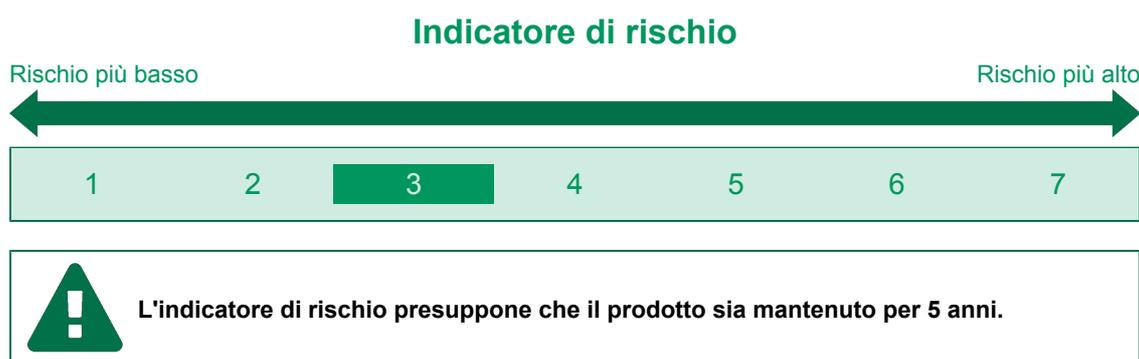 Indicatore di rischio
Rischio più basso Rischio più alto
1 2 3 4 5 6 7
L'indicatore di rischio presuppone che il prodotto sia mantenuto per 5 anni.